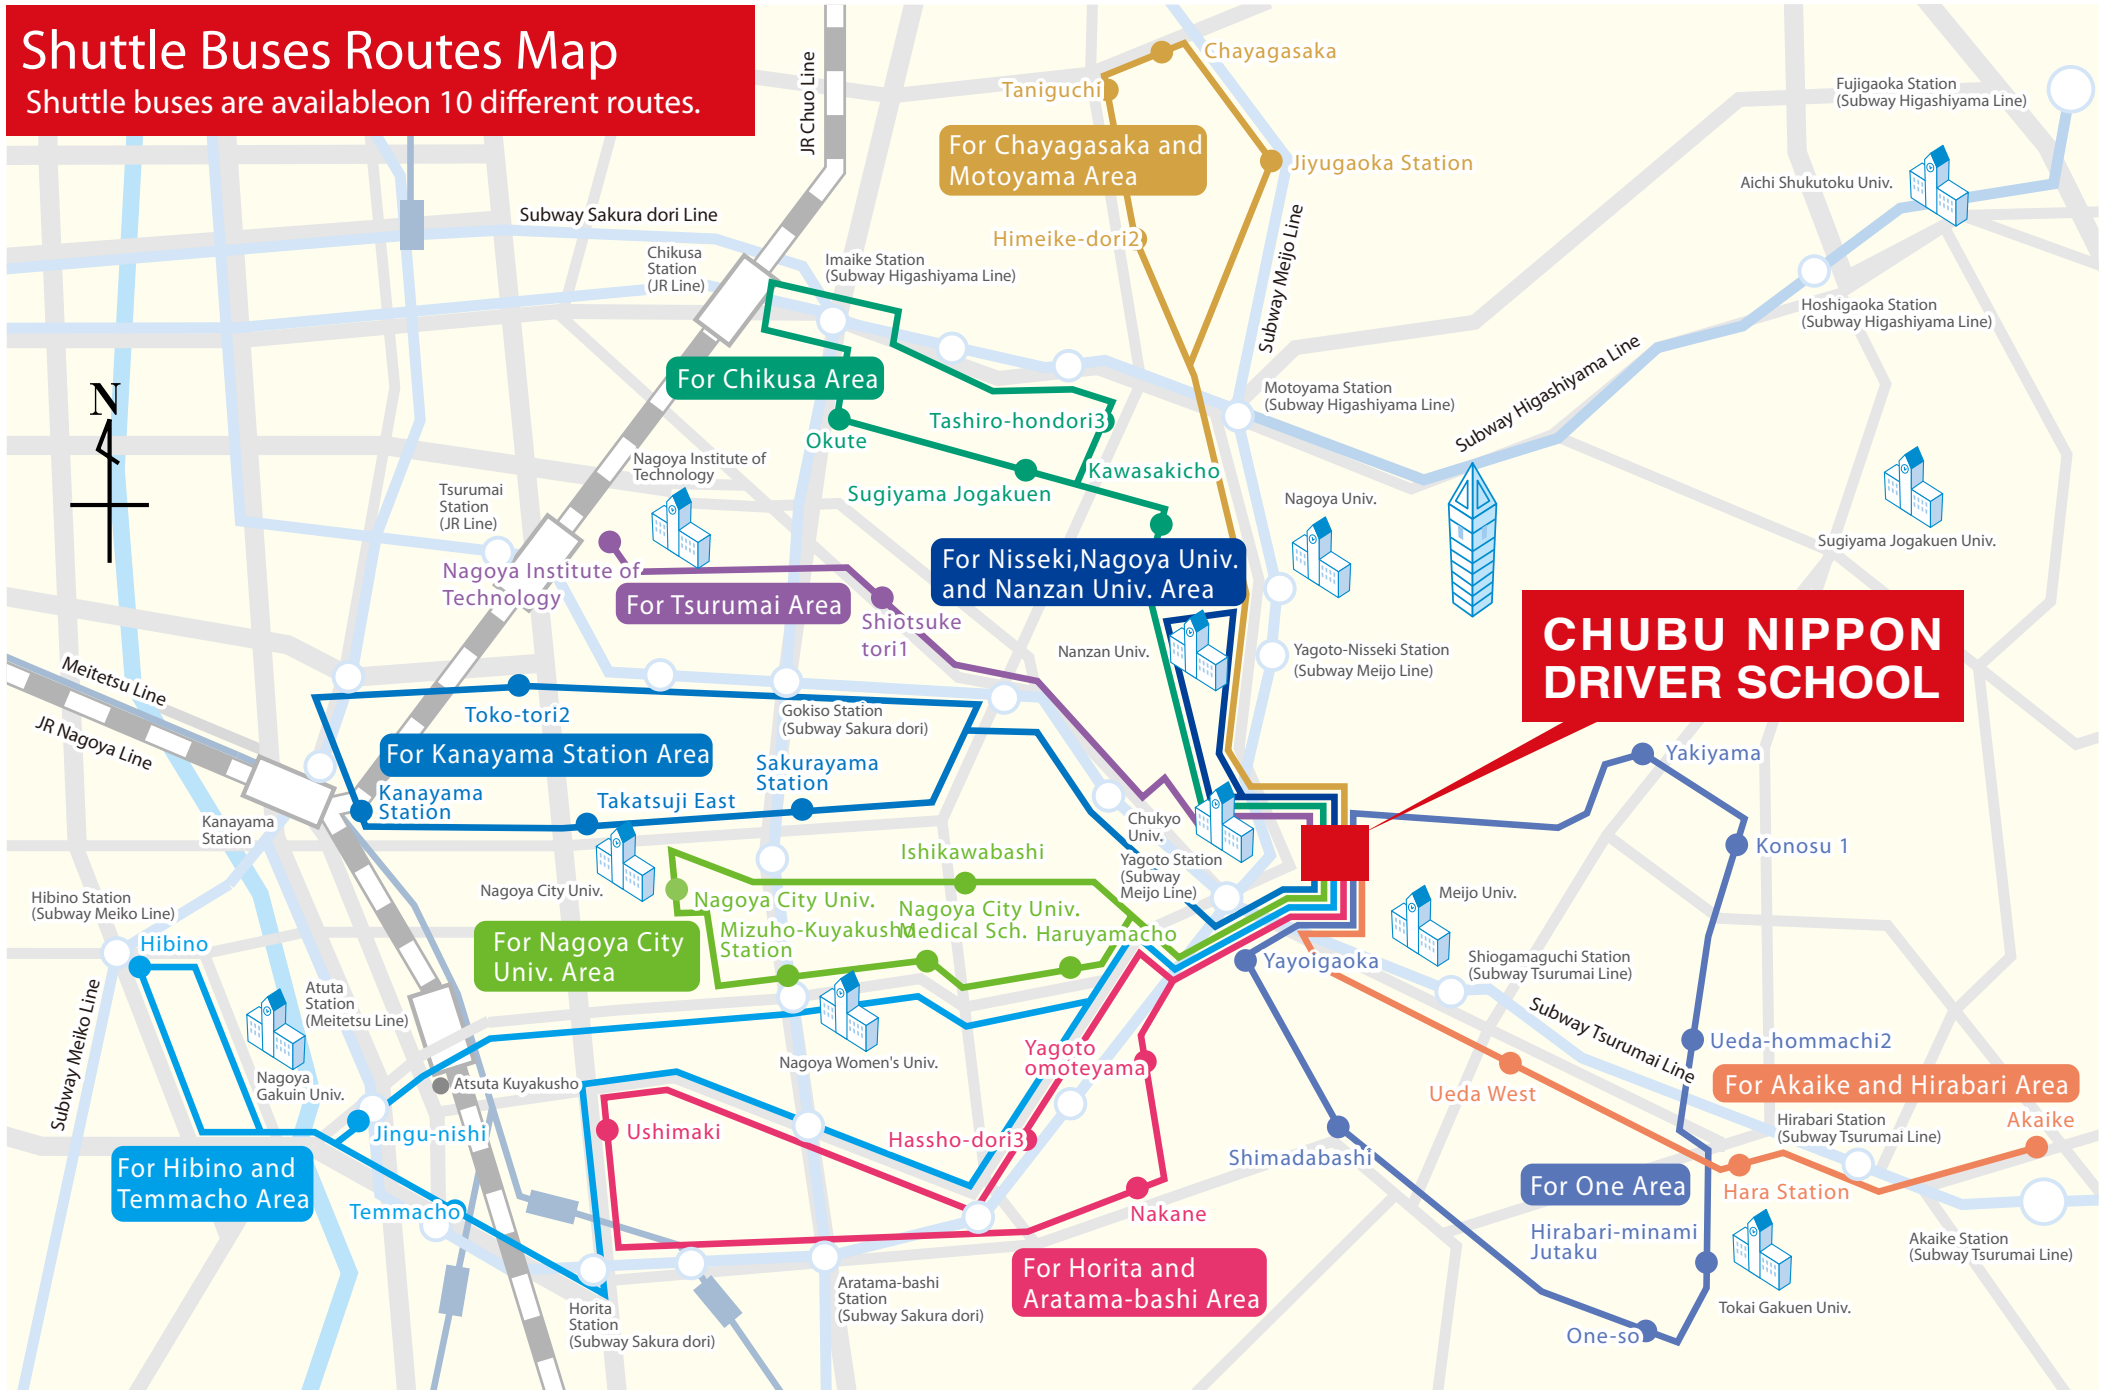 Shuttle Buses Routes Map
Shuttle buses are availableon 10 different routes.
JR Chuo Line
Chayagasaka
Taniguchi
For Chayagasaka and
Motoyama Area
Jiyugaoka Station
Himeike-dori2
Fujigaoka Station
(Subway Higashiyama Line)
Aichi Shukutoku Univ.
Subway Sakura dori Line
Chikusa
Station
(JR Line)
Imaike Station
(Subway Higashiyama Line)
Subway Meijo Line
Hoshigaoka Station
(Subway Higashiyama Line)
Subway Higashiyama Line
N
For Chikusa Area
Motoyama Station
(Subway Higashiyama Line)
Tashiro-hondori3
Okute
Kawasakicho
Sugiyama Jogakuen
Nagoya Institute of
Technology
Tsurumai
Station
(JR Line)
Nagoya Univ.
Sugiyama Jogakuen Univ.
For Nisseki,Nagoya Univ.
and Nanzan Univ. Area
Nagoya Institute of
Technology
For Tsurumai Area
Shiotsuke
tori1
Nanzan Univ.
Yagoto-Nisseki Station
(Subway Meijo Line)
CHUBU NIPPON
DRIVER SCHOOL
Meitetsu Line
JR Nagoya Line
Toko-tori2
Gokiso Station
(Subway Sakura dori)
For Kanayama Station Area
Sakurayama
Station
Kanayama
Station
Takatsuji East
Kanayama
Station
Chukyo
Univ.
Yakiyama
Konosu 1
Ishikawabashi
Yagoto Station
(Subway
Meijo Line)
Nagoya City Univ.
Nagoya City Univ.
Nagoya City Univ.
Medical Sch.
Mizuho-Kuyakusho
Station
Haruyamacho
For Nagoya City
Univ. Area
Meijo Univ.
Hibino Station
(Subway Meiko Line)
Hibino
Yayoigaoka
Shiogamaguchi Station
(Subway Tsurumai Line)
Subway Tsurumai Line
Subway Meiko Line
Atuta
Station
(Meitetsu Line)
Nagoya
Gakuin Univ.
Atsuta Kuyakusho
Nagoya Women's Univ.
Yagoto
omoteyama
Ueda-hommachi2
Ueda West
For Akaike and Hirabari Area
Jingu-nishi
Ushimaki
Hassho-dori3
Shimadabashi
Hirabari Station
(Subway Tsurumai Line)
Akaike
For Hibino and
Temmacho Area
Temmacho
Nakane
For One Area
Hara Station
Hirabari-minami
Jutaku
Akaike Station
(Subway Tsurumai Line)
For Horita and
Aratama-bashi Area
Aratama-bashi
Station
(Subway Sakura dori)
Horita
Station
(Subway Sakura dori)
One-so
Tokai Gakuen Univ.